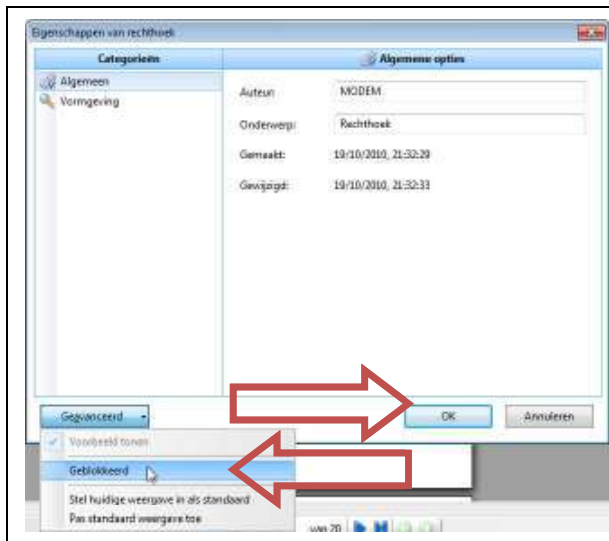 Eigenschappen van rechthoek
Categorieën
Algemene opties
Algemeen
Vormgeving
Auteur: MODEM
Onderwerp: Rechthoek
Gemaakt: 19/10/2010, 21:32:29
Gewijzigd: 19/10/2010, 21:32:33
Geavanceerd
OK
Annuleren
Voorbeeld tonen
Geblokkeerd
Stel huidige weergave in als standaard
Pas standaard weergave toe
van 20